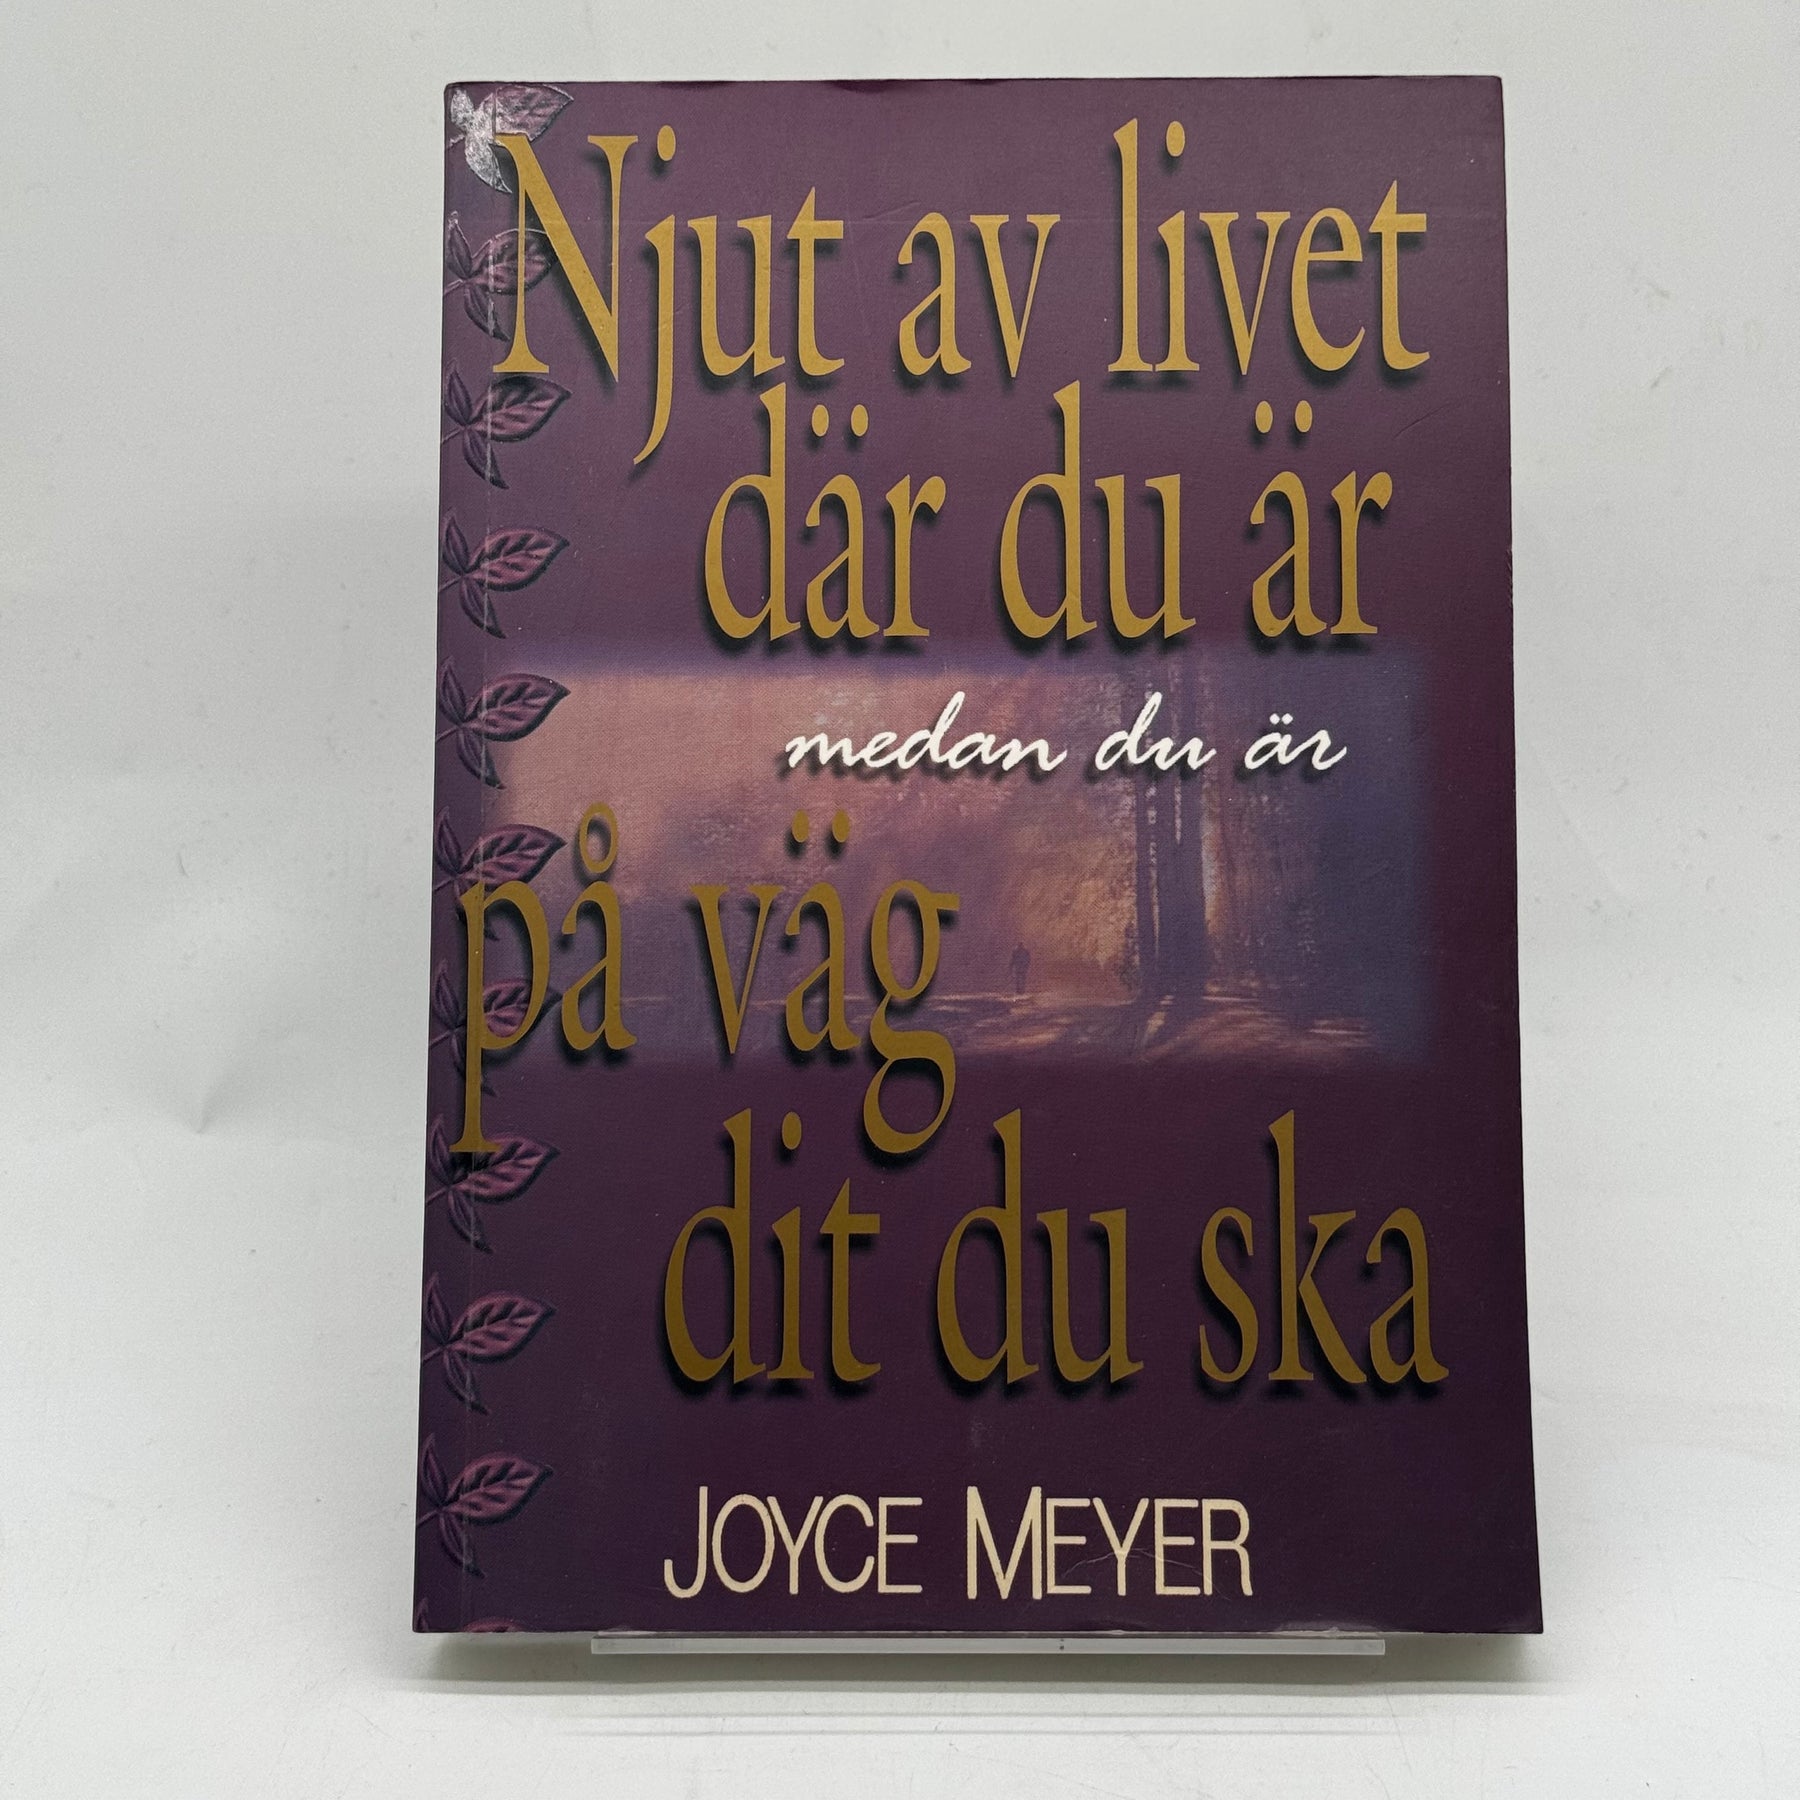 Njut av livet
där du är
medan du är
på väg
dit du ska
JOYCE MEYER